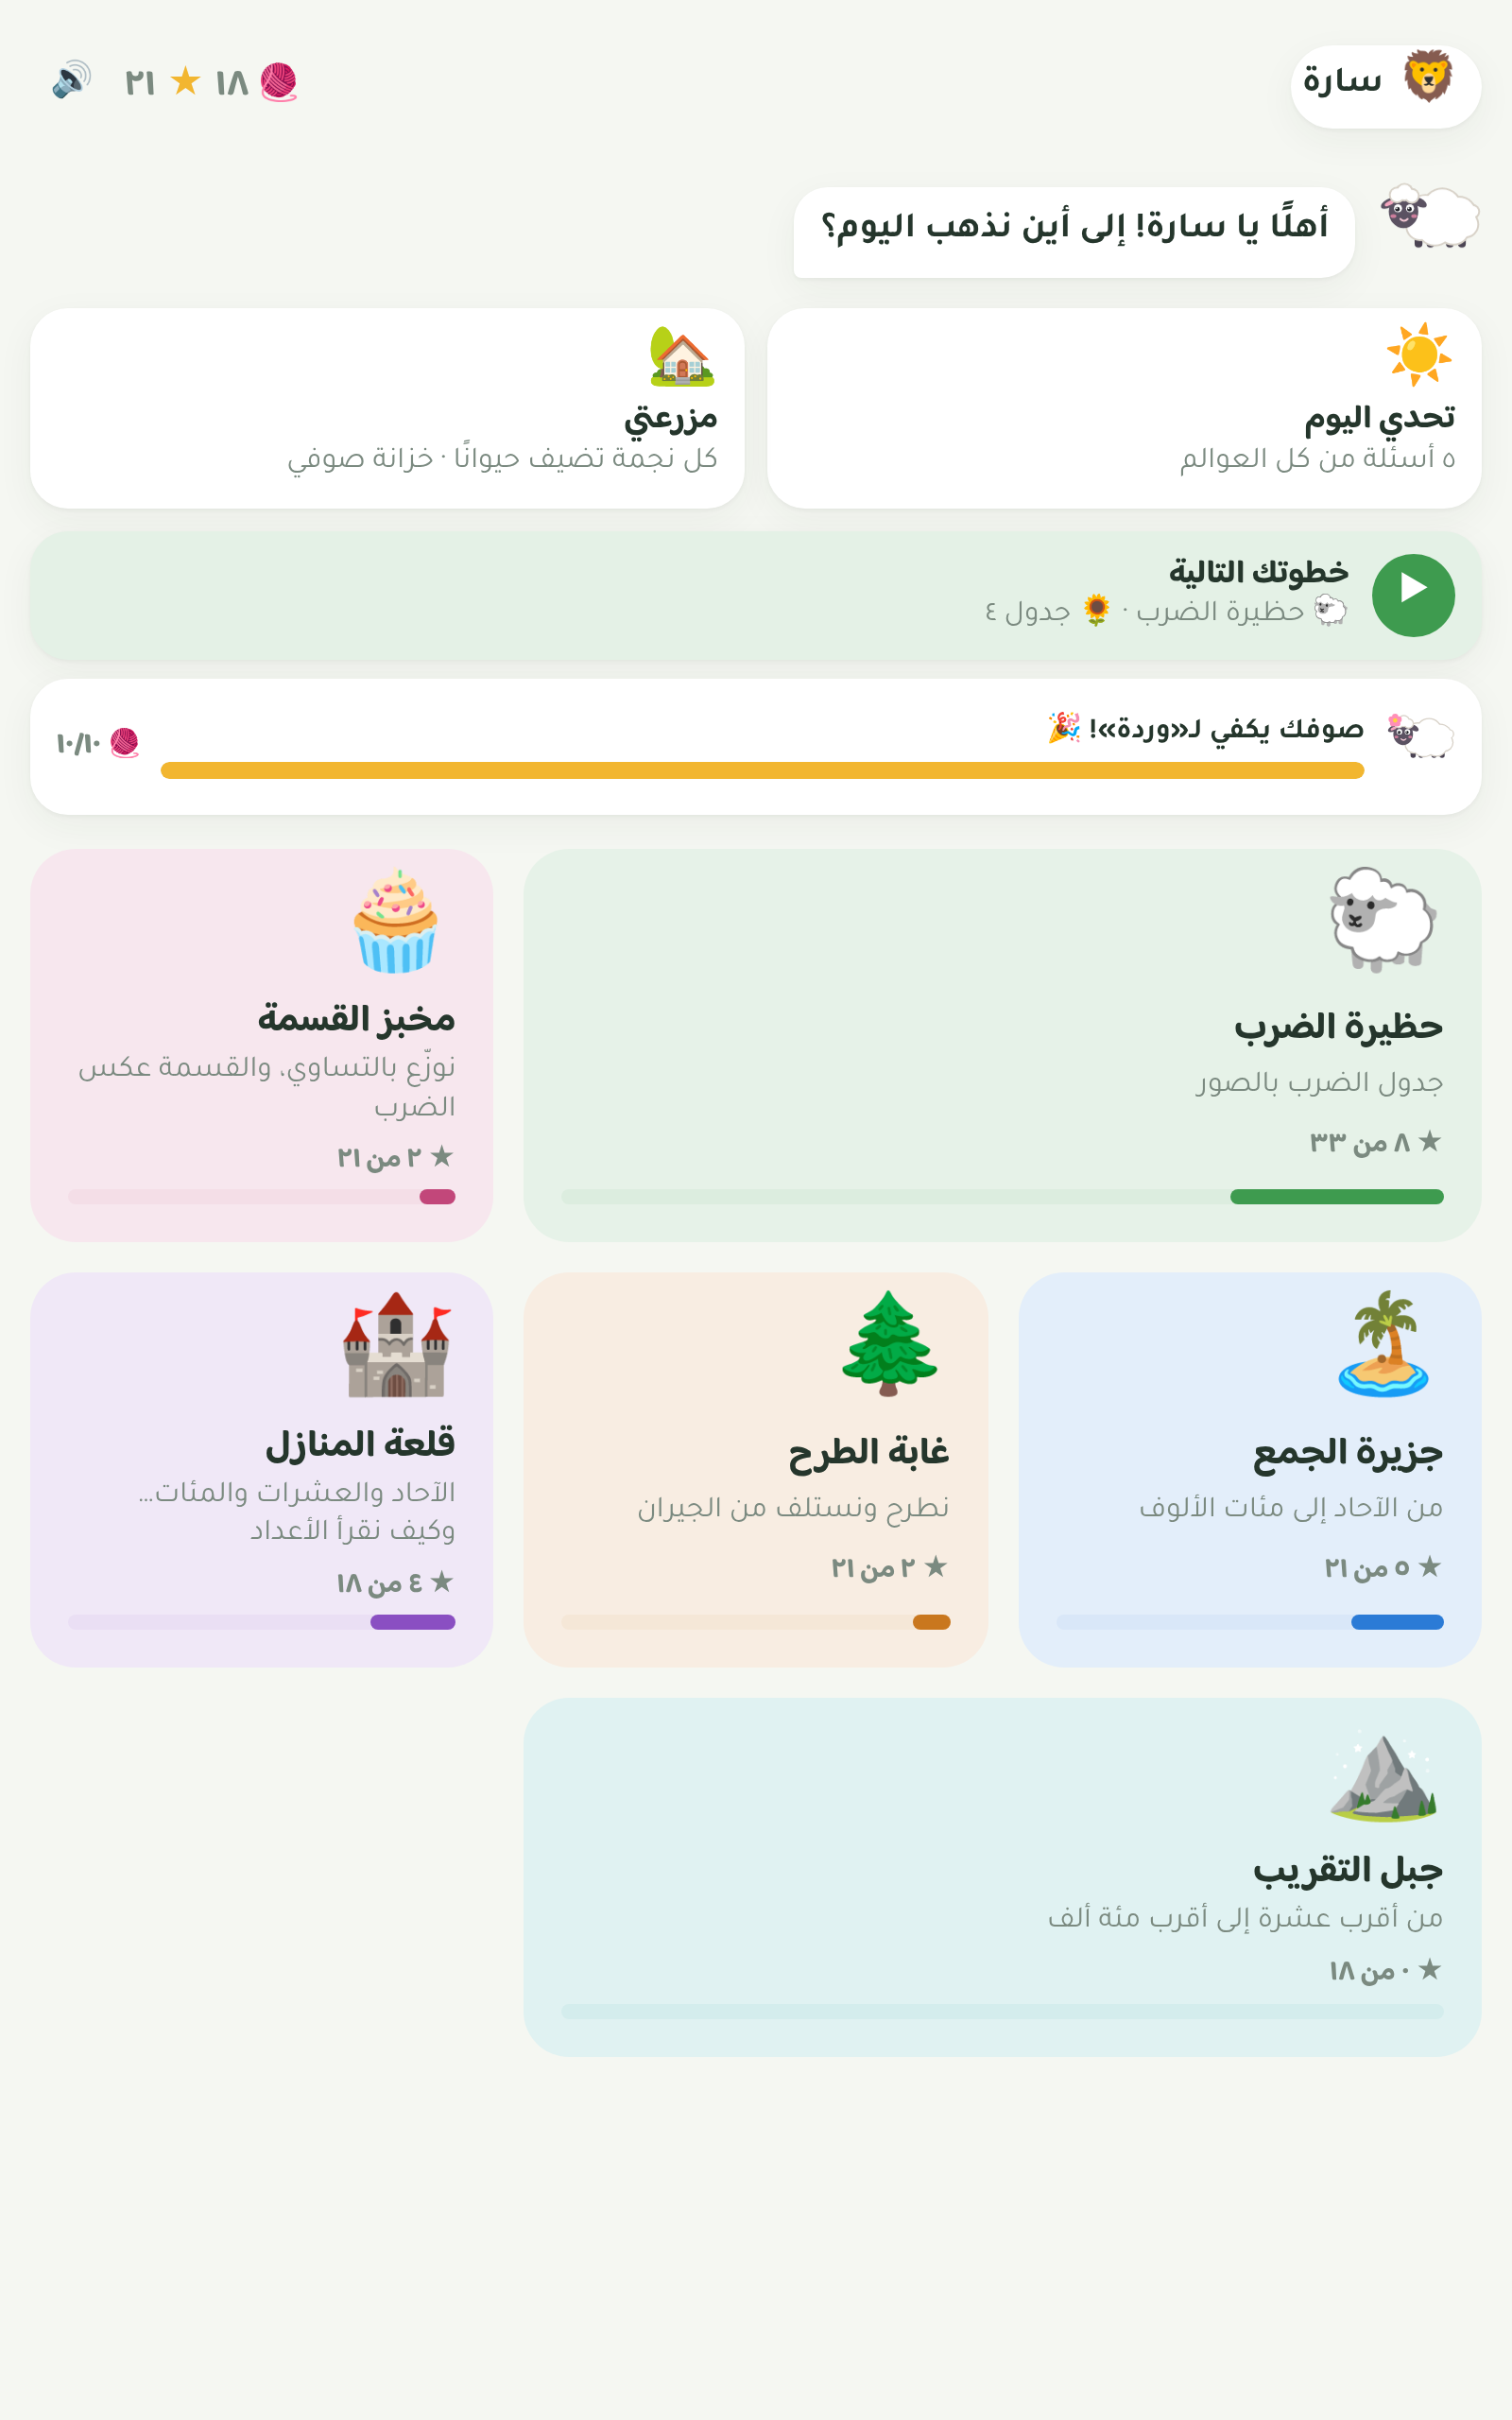 سارة
١٨ ★ ٢١
أهلًا يا سارة! إلى أين نذهب اليوم؟
تحدي اليوم
٥ أسئلة من كل العوالم
مزرعتي
كل نجمة تضيف حيوانًا · خزانة صوفي
خطوتك التالية
حظيرة الضرب · جدول ٤
صوفك يكفي لـ«وردة»!
١٠/١٠
حظيرة الضرب
جدول الضرب بالصور
★ ٨ من ٣٣
مخبز القسمة
نوزّع بالتساوي، والقسمة عكس
الضرب
★ ٢ من ٢١
جزيرة الجمع
من الآحاد إلى مئات الألوف
★ ٥ من ٢١
غابة الطرح
نطرح ونستلف من الجيران
★ ٢ من ٢١
قلعة المنازل
الآحاد والعشرات والمئات…
وكيف نقرأ الأعداد
★ ٤ من ١٨
جبل التقريب
من أقرب عشرة إلى أقرب مئة ألف
★ ٠ من ١٨